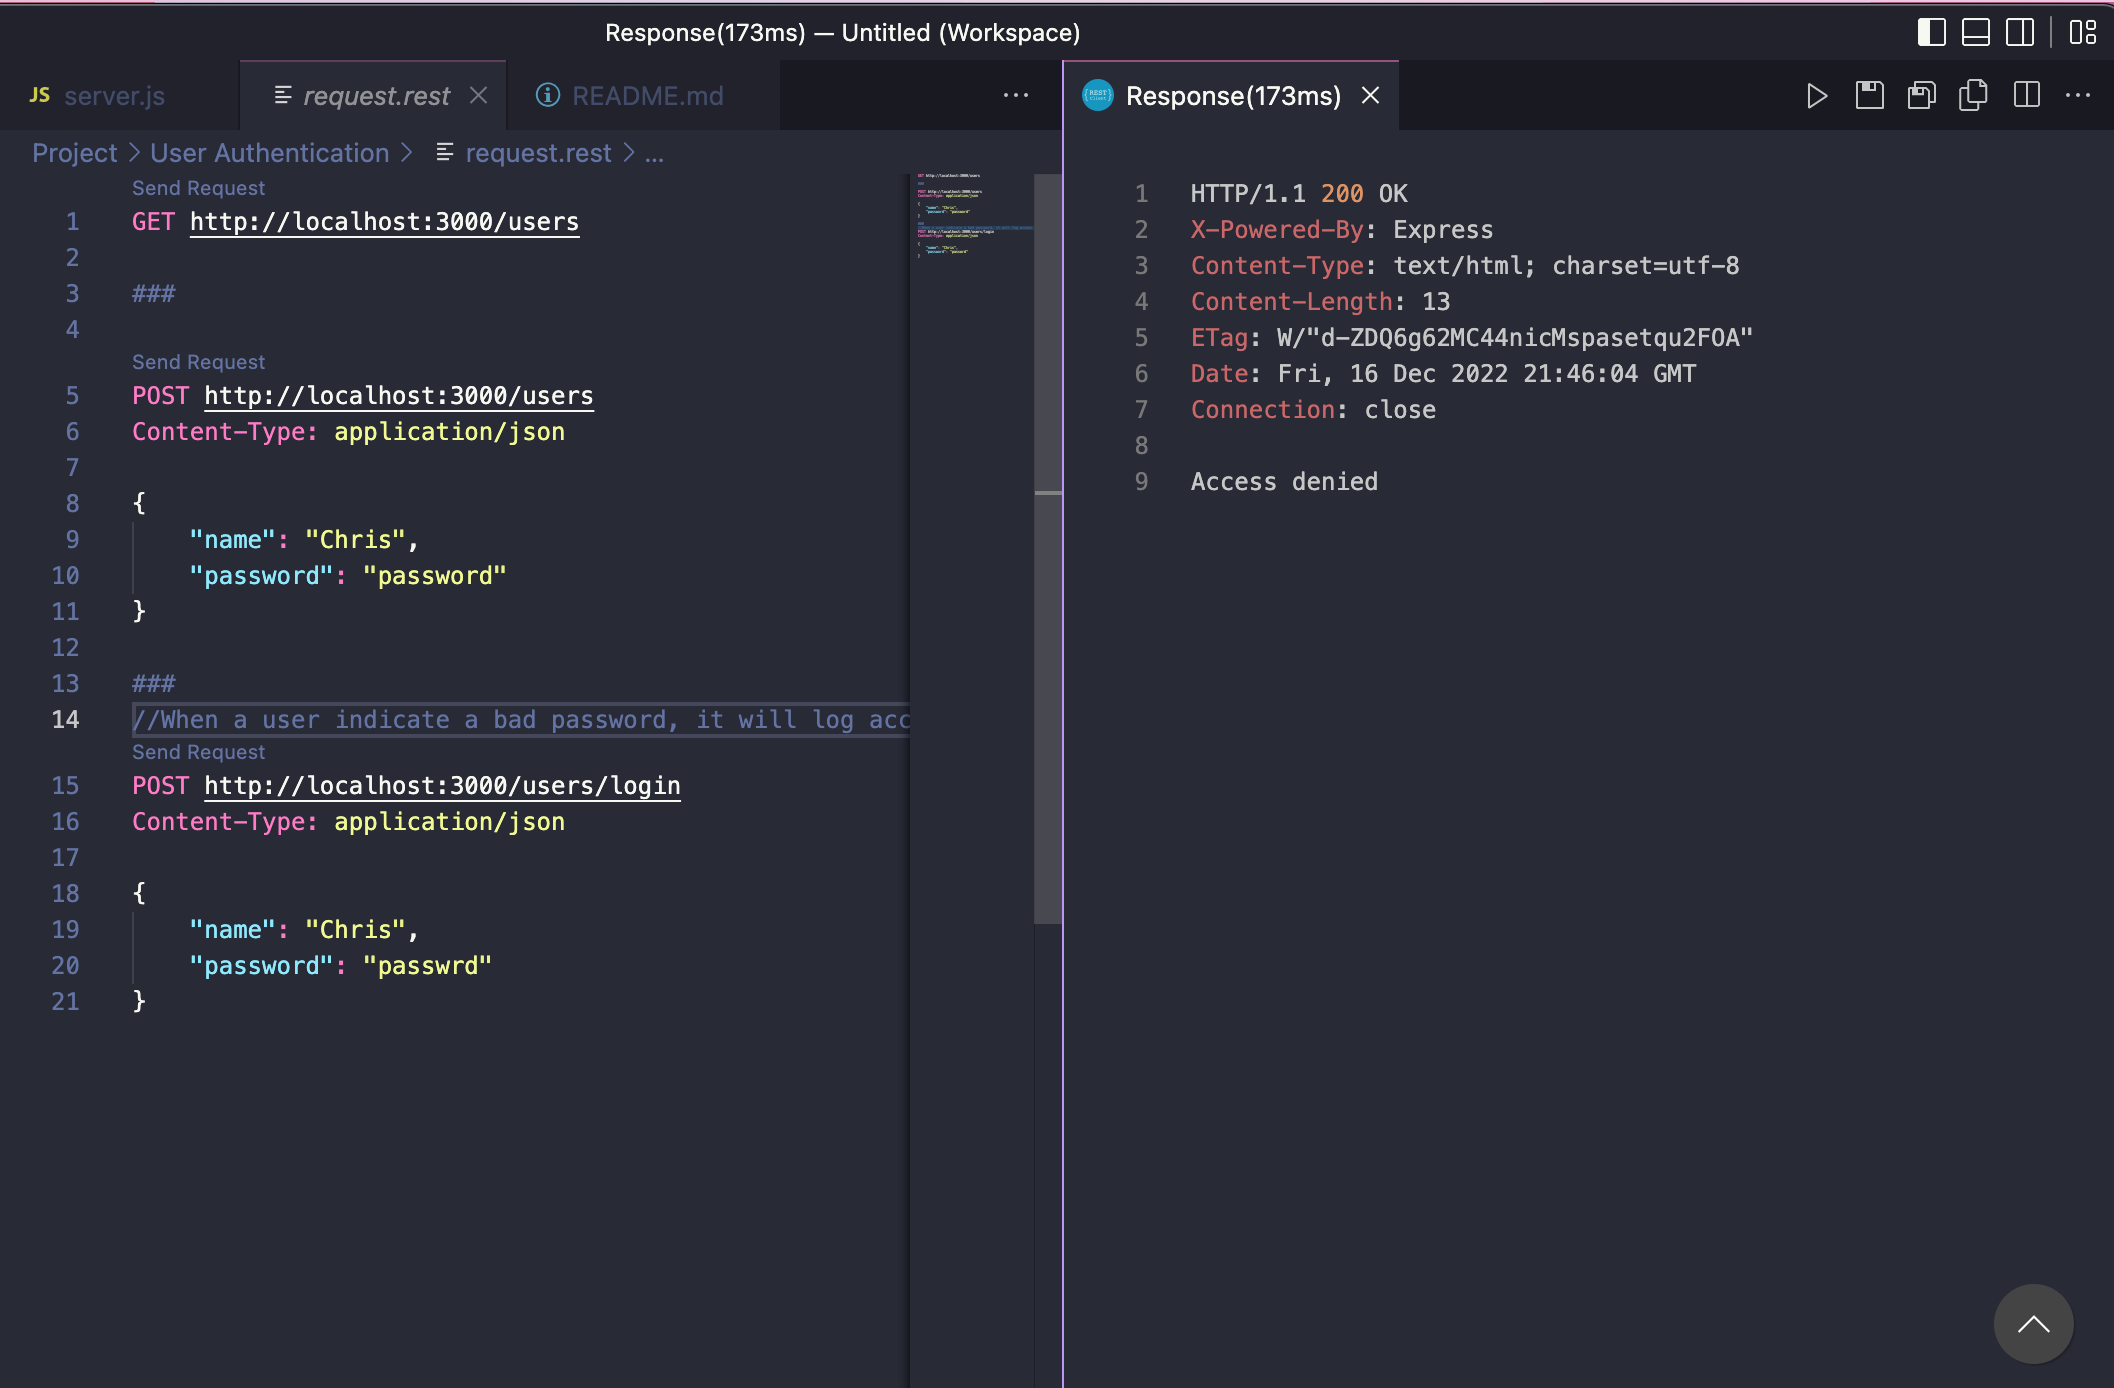 Response(173ms) — Untitled (Workspace)
JS server.js
request.rest
README.md
Response(173ms)
Project > User Authentication > request.rest > ...
Send Request
1 GET http://localhost:3000/users
2
3 ###
4
Send Request
5 POST http://localhost:3000/users
6 Content-Type: application/json
7
8 {
9 "name": "Chris",
10 "password": "password"
11 }
12
13 ###
14 //When a user indicate a bad password, it will log acc
Send Request
15 POST http://localhost:3000/users/login
16 Content-Type: application/json
17
18 {
19 "name": "Chris",
20 "password": "passwrd"
21 }
1 HTTP/1.1 200 OK
2 X-Powered-By: Express
3 Content-Type: text/html; charset=utf-8
4 Content-Length: 13
5 ETag: W/"d-ZDQ6g62MC44nicMspasetqu2FOA"
6 Date: Fri, 16 Dec 2022 21:46:04 GMT
7 Connection: close
8
9 Access denied